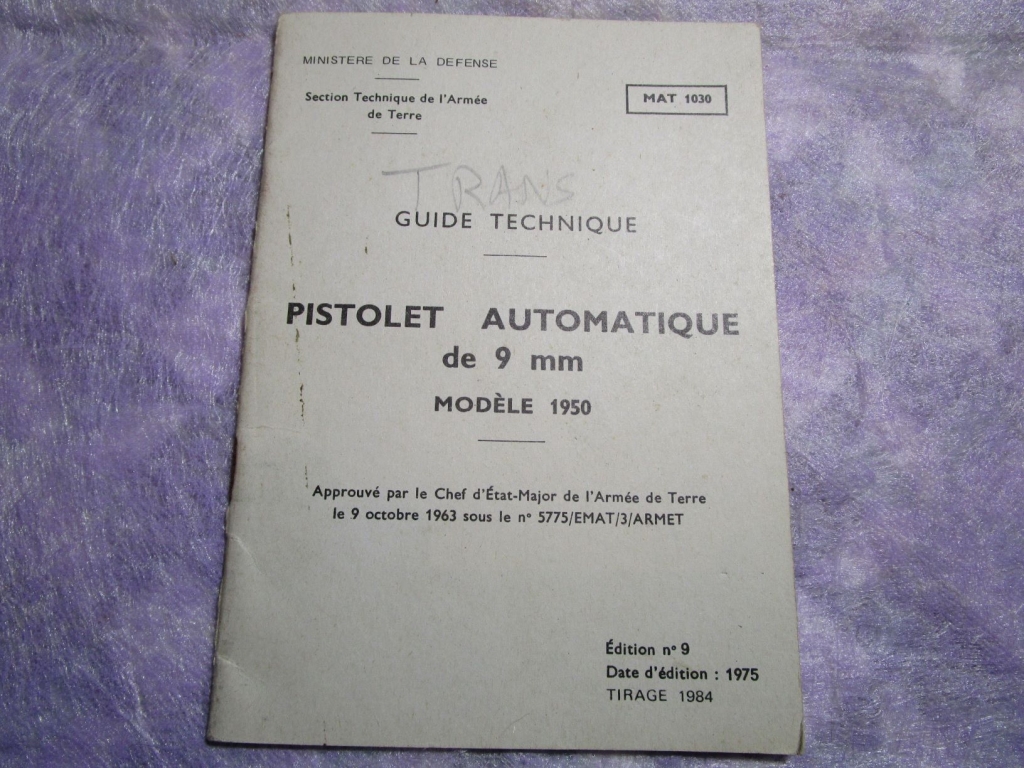 MINISTERE DE LA DEFENSE
Section Technique de l'Armée
de Terre
MAT 1030
TRANS
GUIDE TECHNIQUE
PISTOLET AUTOMATIQUE
de 9 mm
MODÈLE 1950
Approuvé par le Chef d'État-Major de l'Armée de Terre
le 9 octobre 1963 sous le n° 5775/EMAT/3/ARMET
Édition n° 9
Date d'édition : 1975
TIRAGE 1984